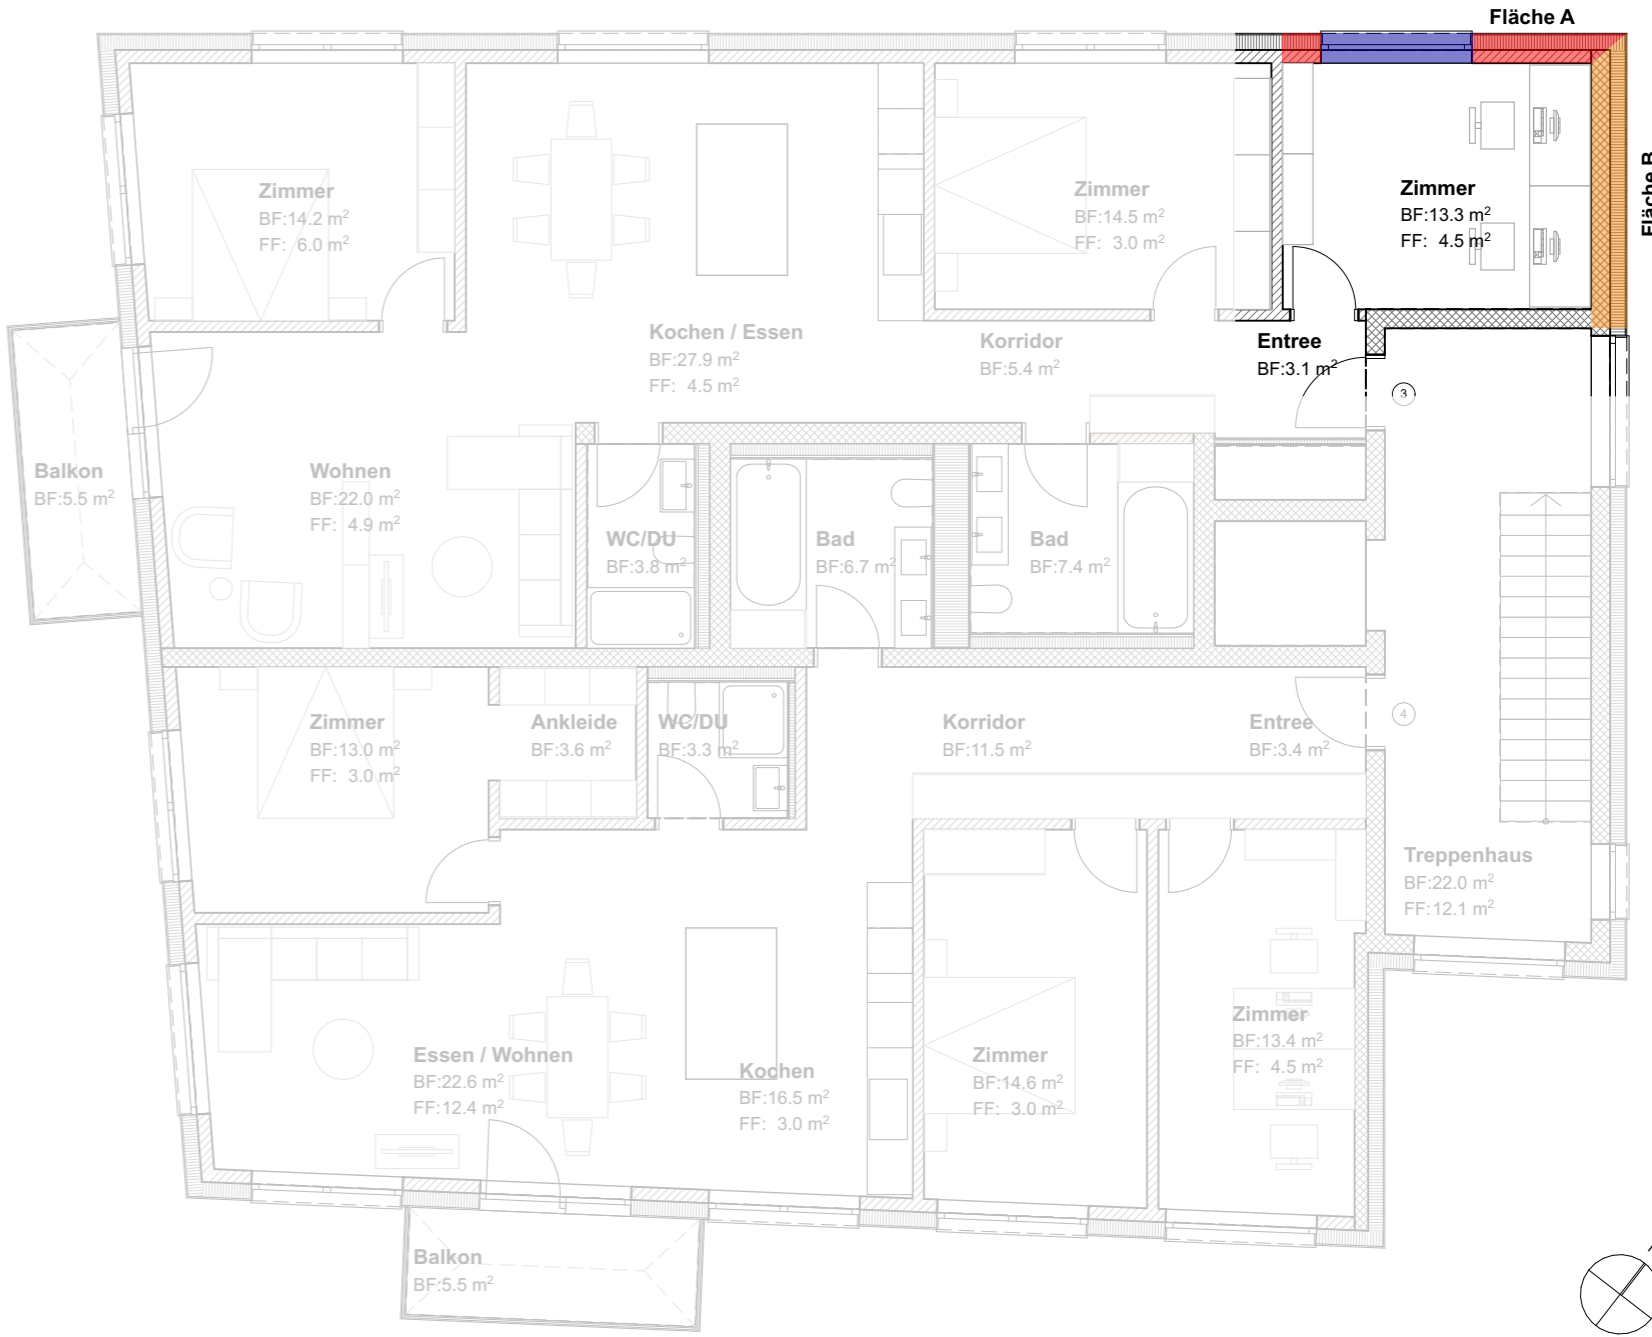 Fläche A
Fläche B
Zimmer
BF:14.2 m²
FF: 6.0 m²
Zimmer
BF:14.5 m²
FF: 3.0 m²
Zimmer
BF:13.3 m²
FF: 4.5 m²
Kochen / Essen
BF:27.9 m²
FF: 4.5 m²
Korridor
BF:5.4 m²
Entree
BF:3.1 m²
3
Balkon
BF:5.5 m²
Wohnen
BF:22.0 m²
FF: 4.9 m²
WC/DU
BF:3.8 m²
Bad
BF:6.7 m²
Bad
BF:7.4 m²
Zimmer
BF:13.0 m²
FF: 3.0 m²
Ankleide
BF:3.6 m²
WC/DU
BF:3.3 m²
Korridor
BF:11.5 m²
Entree
BF:3.4 m²
4
Treppenhaus
BF:22.0 m²
FF:12.1 m²
Essen / Wohnen
BF:22.6 m²
FF:12.4 m²
Kochen
BF:16.5 m²
FF: 3.0 m²
Zimmer
BF:14.6 m²
FF: 3.0 m²
Zimmer
BF:13.4 m²
FF: 4.5 m²
Balkon
BF:5.5 m²